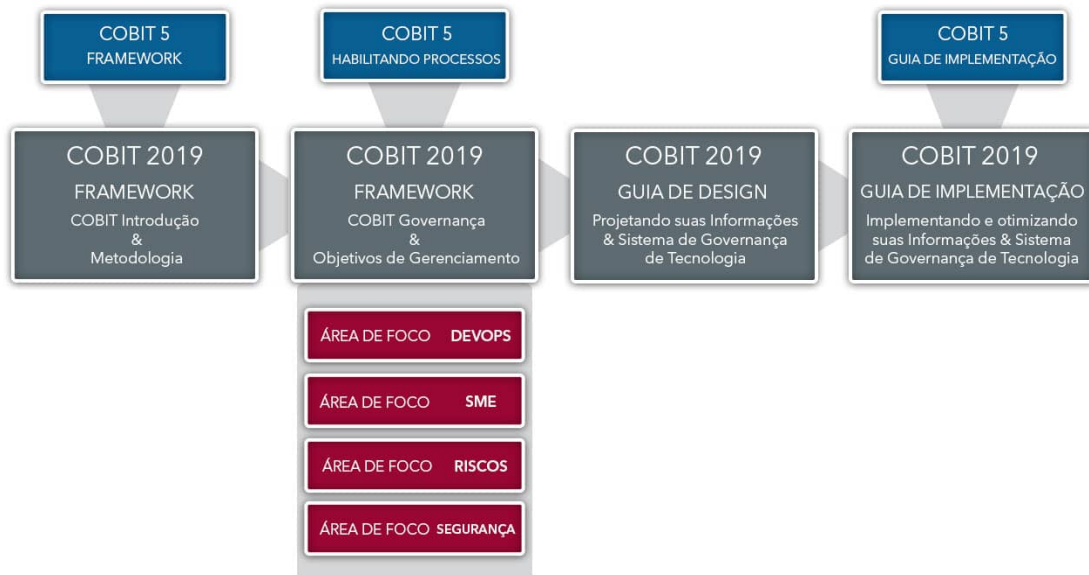 COBIT 5
FRAMEWORK
COBIT 5
HABILITANDO PROCESSOS
COBIT 5
GUIA DE IMPLEMENTAÇÃO
COBIT 2019
FRAMEWORK
COBIT Introdução
&
Metodologia
COBIT 2019
FRAMEWORK
COBIT Governança
&
Objetivos de Gerenciamento
COBIT 2019
GUIA DE DESIGN
Projetando suas Informações
& Sistema de Governança
de Tecnologia
COBIT 2019
GUIA DE IMPLEMENTAÇÃO
Implementando e otimizando
suas Informações & Sistema
de Governança de Tecnologia
ÁREA DE FOCO DEVOPS
ÁREA DE FOCO SME
ÁREA DE FOCO RISCOS
ÁREA DE FOCO SEGURANÇA